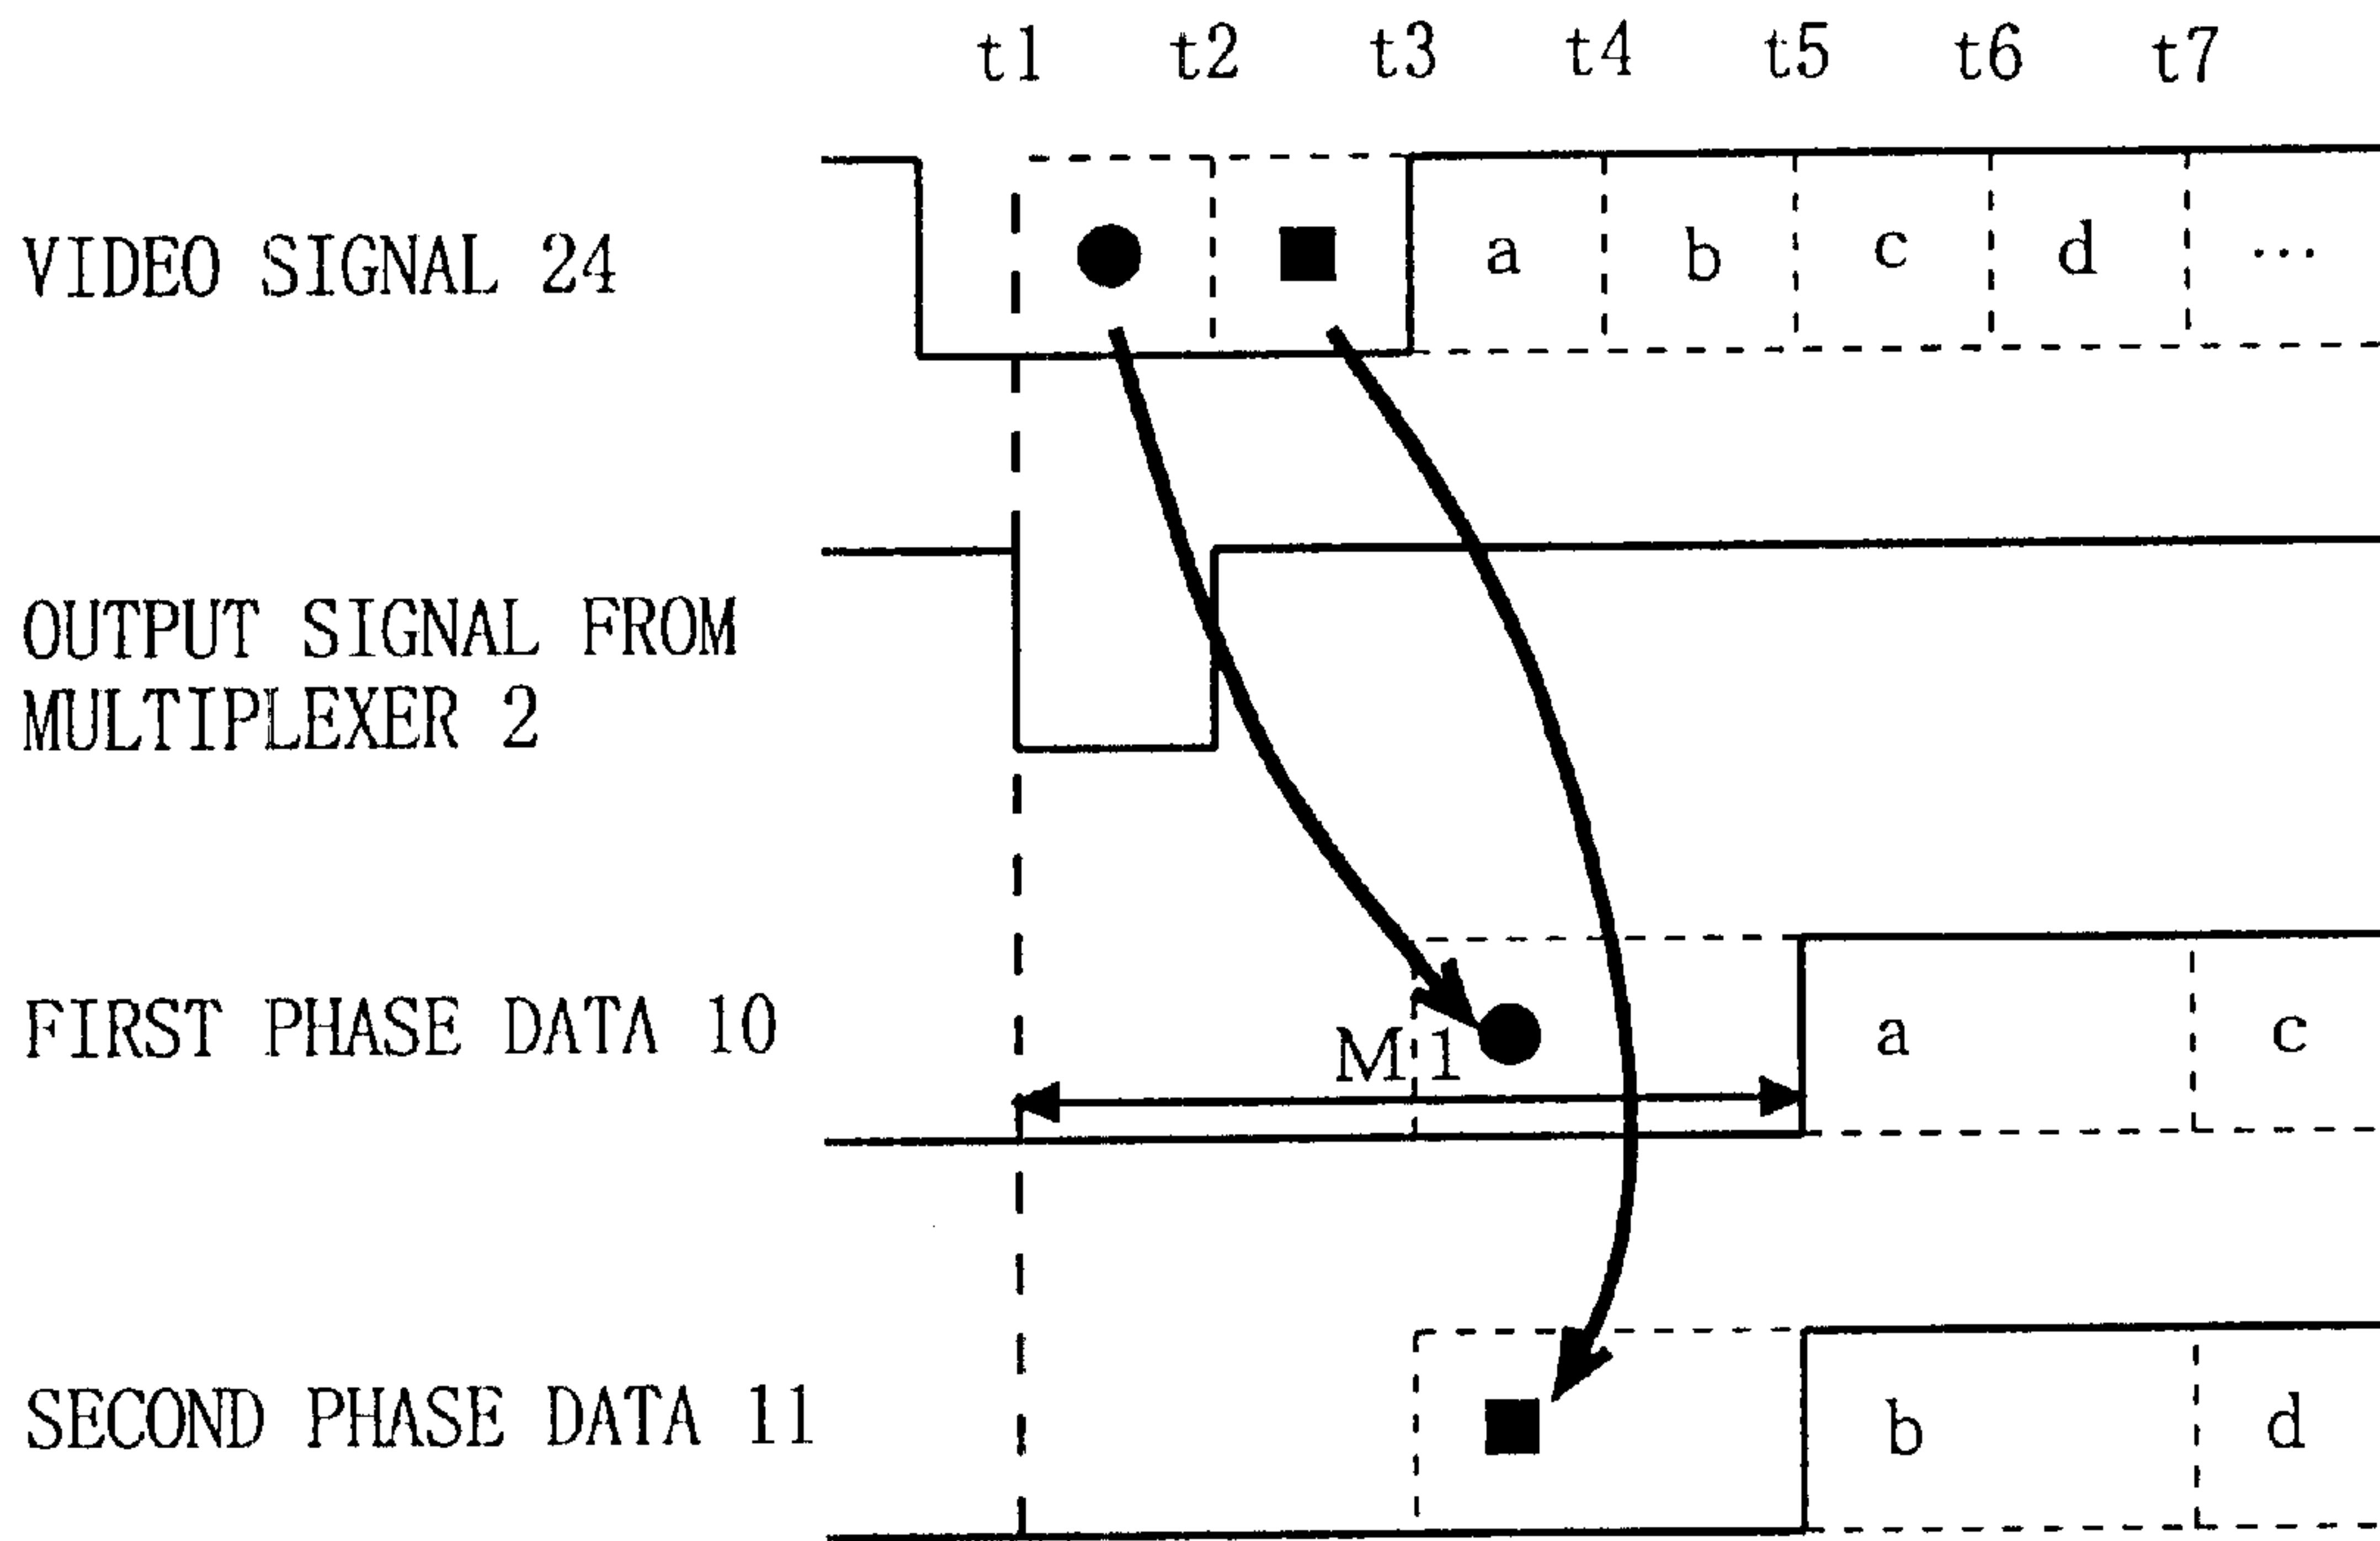 t1 t2 t3 t4 t5 t6 t7
VIDEO SIGNAL 24
a b c d ...
OUTPUT SIGNAL FROM
MULTIPLEXER 2
FIRST PHASE DATA 10
M1
a c
SECOND PHASE DATA 11
b d